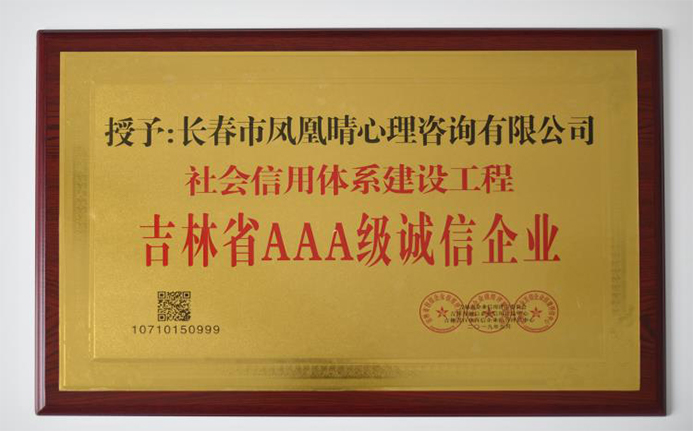 授予:长春市凤凰晴心理咨询有限公司
社会信用体系建设工程
吉林省AAA级诚信企业
10710150999